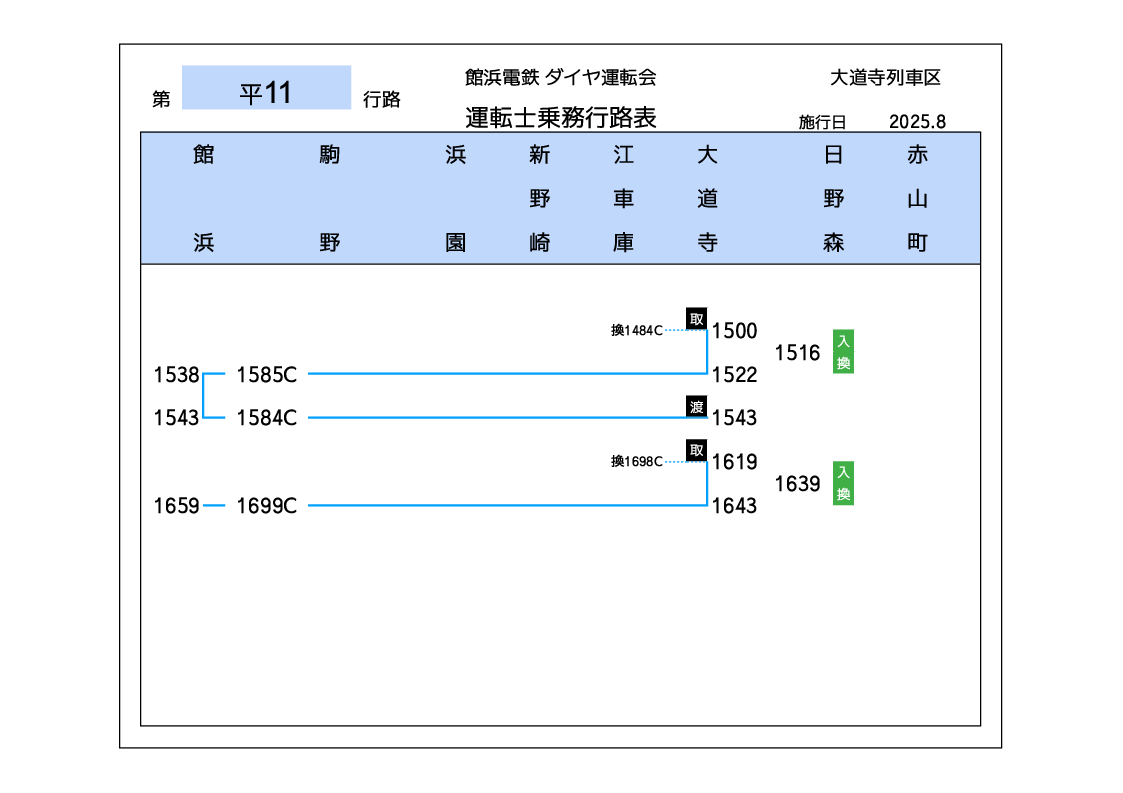 第 平11 行路
館浜電鉄 ダイヤ運転会
運転士乗務行路表
大道寺列車区
施行日 2025.8
館浜 駒野 浜園 新野崎 江車庫 大道寺 日野森 赤山町
換1484C 取 1500
1516 入換
1538 1585C 1522
1543 1584C 渡 1543
換1698C 取 1619
1639 入換
1659 1699C 1643